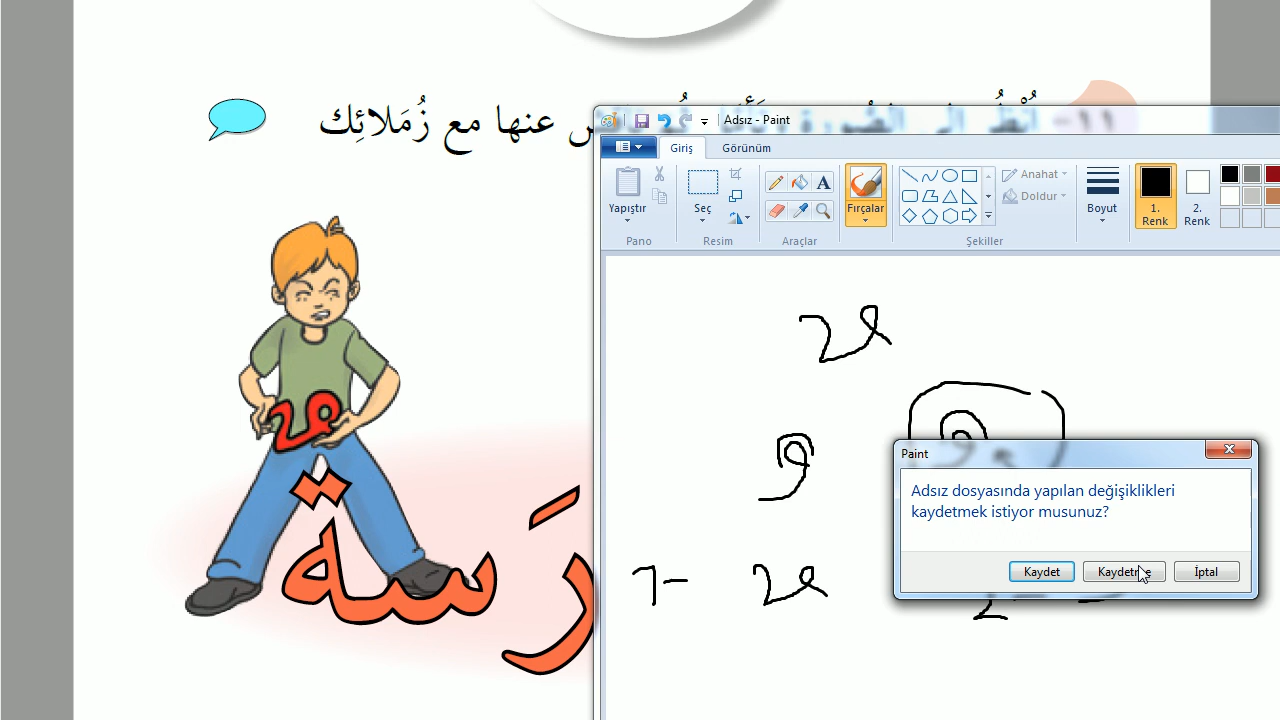 ١١- اُنْظُرْ
عنها مع زُمَلائِك
Adsız - Paint
Giriş
Görünüm
Yapıştır
Seç
Fırçalar
Anahat
Doldur
Boyut
1. Renk
2. Renk
Pano
Resim
Araçlar
Şekiller
Paint
Adsız dosyasında yapılan değişiklikleri
kaydetmek istiyor musunuz?
Kaydet
Kaydetme
İptal
رَسة